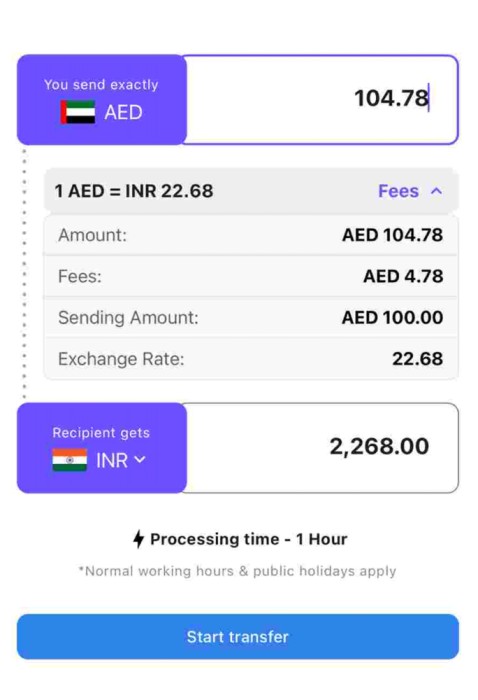 You send exactly
AED
104.78
1 AED = INR 22.68 Fees
Amount: AED 104.78
Fees: AED 4.78
Sending Amount: AED 100.00
Exchange Rate: 22.68
Recipient gets
INR
2,268.00
Processing time - 1 Hour
*Normal working hours & public holidays apply
Start transfer